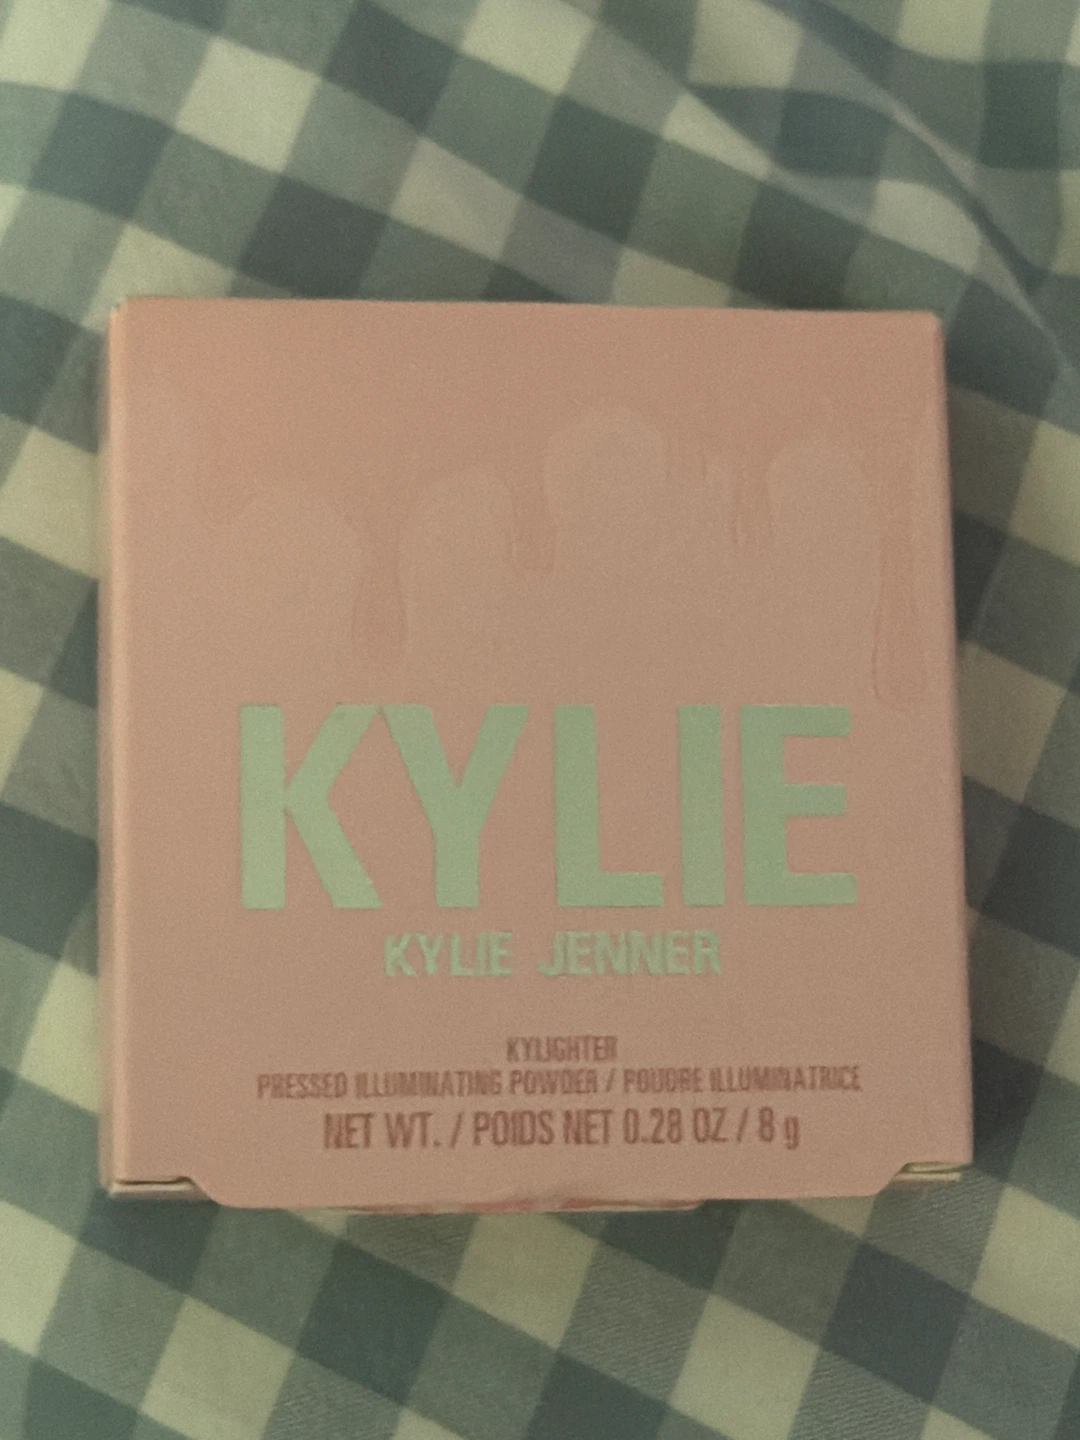 KYLIE
KYLIE JENNER
KYLIGHTER
PRESSED ILLUMINATING POWDER / POUDRE ILLUMINATRICE
NET WT. / POIDS NET 0.28 OZ / 8 g